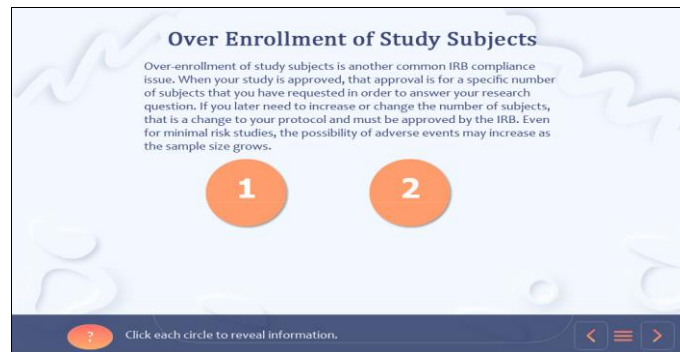 Over Enrollment of Study Subjects
Over-enrollment of study subjects is another common IRB compliance
issue. When your study is approved, that approval is for a specific number
of subjects that you have requested in order to answer your research
question. If you later need to increase or change the number of subjects,
that is a change to your protocol and must be approved by the IRB. Even
for minimal risk studies, the possibility of adverse events may increase as
the sample size grows.
1 2
? Click each circle to reveal information.